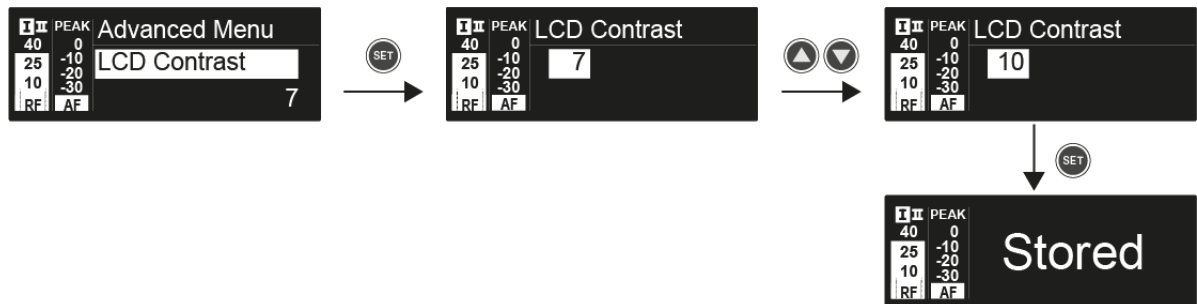 I II PEAK Advanced Menu
40 0
25 -10 LCD Contrast
-20
10 -30
RF AF 7
SET
I II PEAK LCD Contrast
40 0
25 -10 7
-20
10 -30
RF AF
I II PEAK LCD Contrast
40 0
25 -10 10
-20
10 -30
RF AF
SET
I II PEAK
40 0
25 -10 Stored
-20
10 -30
RF AF